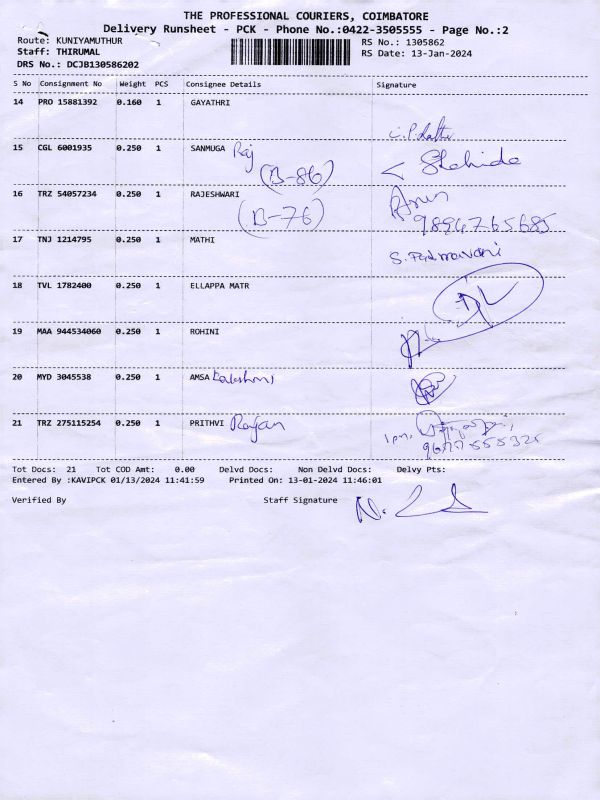 THE PROFESSIONAL COURIERS, COIMBATORE
Delivery Runsheet - PCK - Phone No.:0422-3505555 - Page No.:2
Route: KUNIYAMUTHUR RS No.: 1305862
Staff: THIRUMAL RS Date: 13-Jan-2024
DRS No.: DCJB130586202
S No Consignment No Weight PCS Consignee Details Signature
14 PRO 15881392 0.160 1 GAYATHRI
15 CGL 6001935 0.250 1 SANMUGA Raj
(B-86)
16 TRZ 54057234 0.250 1 RAJESHWARI Arun
(B-76) 9894765685
17 TNJ 1214795 0.250 1 MATHI
S. Padmavani
18 TVL 1782400 0.250 1 ELLAPPA MATR
19 MAA 944534060 0.250 1 ROHINI
20 MYD 3045538 0.250 1 AMSA Lakshmi
21 TRZ 275115254 0.250 1 PRITHVI Rajan
Tot Docs: 21 Tot COD Amt: 0.00 Delvd Docs: Non Delvd Docs: Delvy Pts:
Entered By :KAVIPCK 01/13/2024 11:41:59 Printed On: 13-01-2024 11:46:01
Verified By Staff Signature